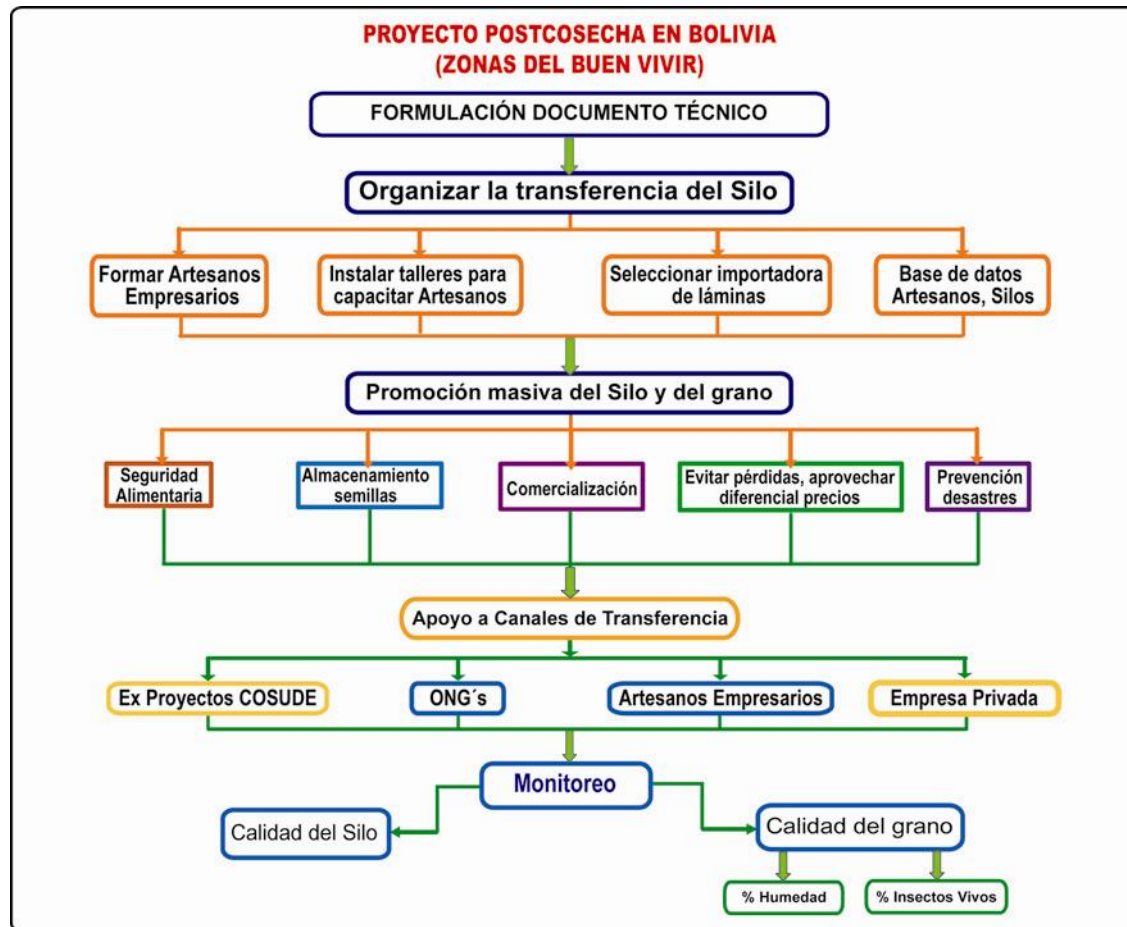 PROYECTO POSTCOSECHA EN BOLIVIA
(ZONAS DEL BUEN VIVIR)
FORMULACIÓN DOCUMENTO TÉCNICO
Organizar la transferencia del Silo
Formar Artesanos
Empresarios
Instalar talleres para
capacitar Artesanos
Seleccionar importadora
de láminas
Base de datos
Artesanos, Silos
Promoción masiva del Silo y del grano
Seguridad
Alimentaria
Almacenamiento
semillas
Comercialización
Evitar pérdidas, aprovechar
diferencial precios
Prevención
desastres
Apoyo a Canales de Transferencia
Ex Proyectos COSUDE
ONG´s
Artesanos Empresarios
Empresa Privada
Monitoreo
Calidad del Silo
Calidad del grano
% Humedad
% Insectos Vivos